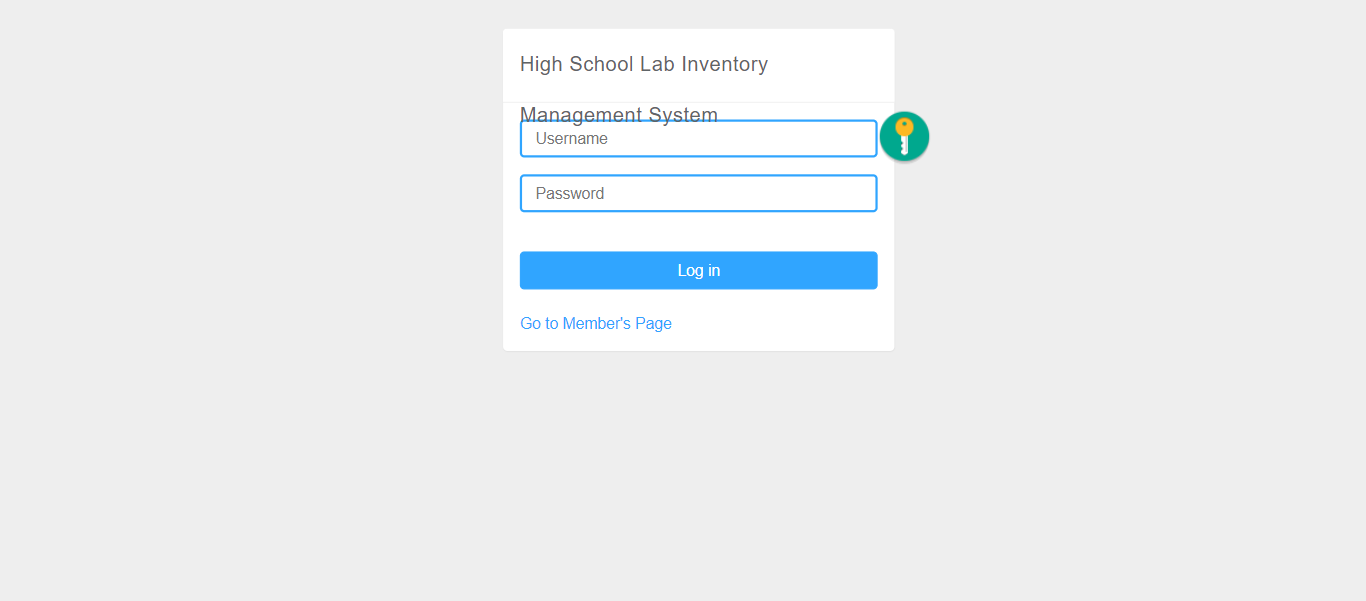 High School Lab Inventory
Management System
Username
Password
Log in
Go to Member's Page